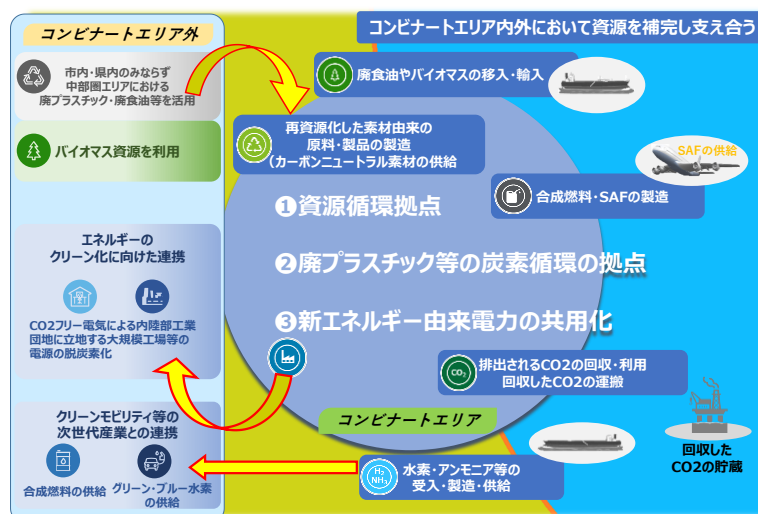 コンビナートエリア内外において資源を補完し支え合う
コンビナートエリア外
市内・県内のみならず
中部圏エリアにおける
廃プラスチック・廃食油等を活用
バイオマス資源を利用
エネルギーの
クリーン化に向けた連携
CO2フリー電気による内陸部工業
団地に立地する大規模工場等の
電源の脱炭素化
クリーンモビリティ等の
次世代産業との連携
合成燃料の供給
グリーン・ブルー水素
の供給
廃食油やバイオマスの移入・輸入
再資源化した素材由来の
原料・製品の製造
(カーボンニュートラル素材の供給
SAFの供給
合成燃料・SAFの製造
❶資源循環拠点
❷廃プラスチック等の炭素循環の拠点
❸新エネルギー由来電力の共用化
CO2
排出されるCO2の回収・利用
回収したCO2の運搬
コンビナートエリア
回収した
CO2の貯蔵
H2
NH3
水素・アンモニア等の
受入・製造・供給